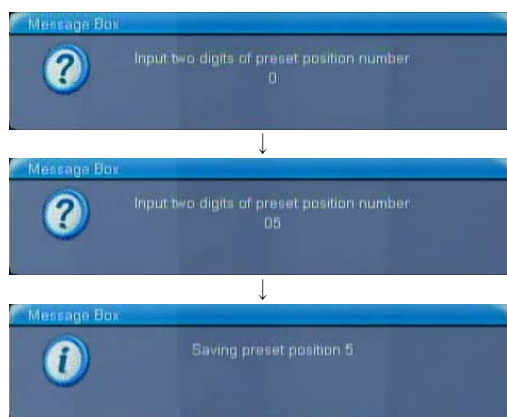 Message Box
Input two digits of preset position number
0
↓
Message Box
Input two digits of preset position number
05
↓
Message Box
Saving preset position 5